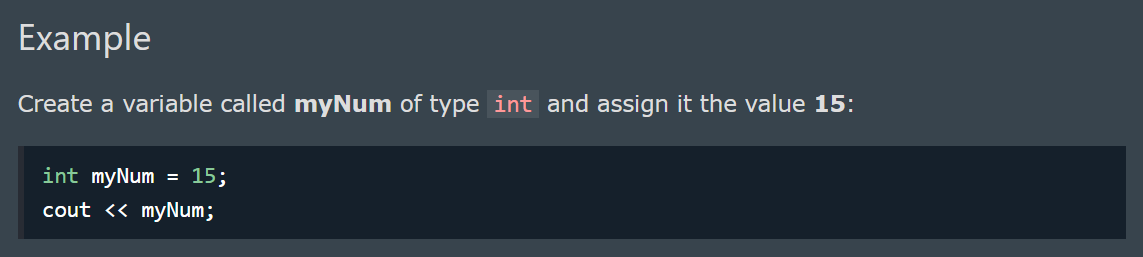 Example
Create a variable called myNum of type int and assign it the value 15:
int myNum = 15;
cout << myNum;